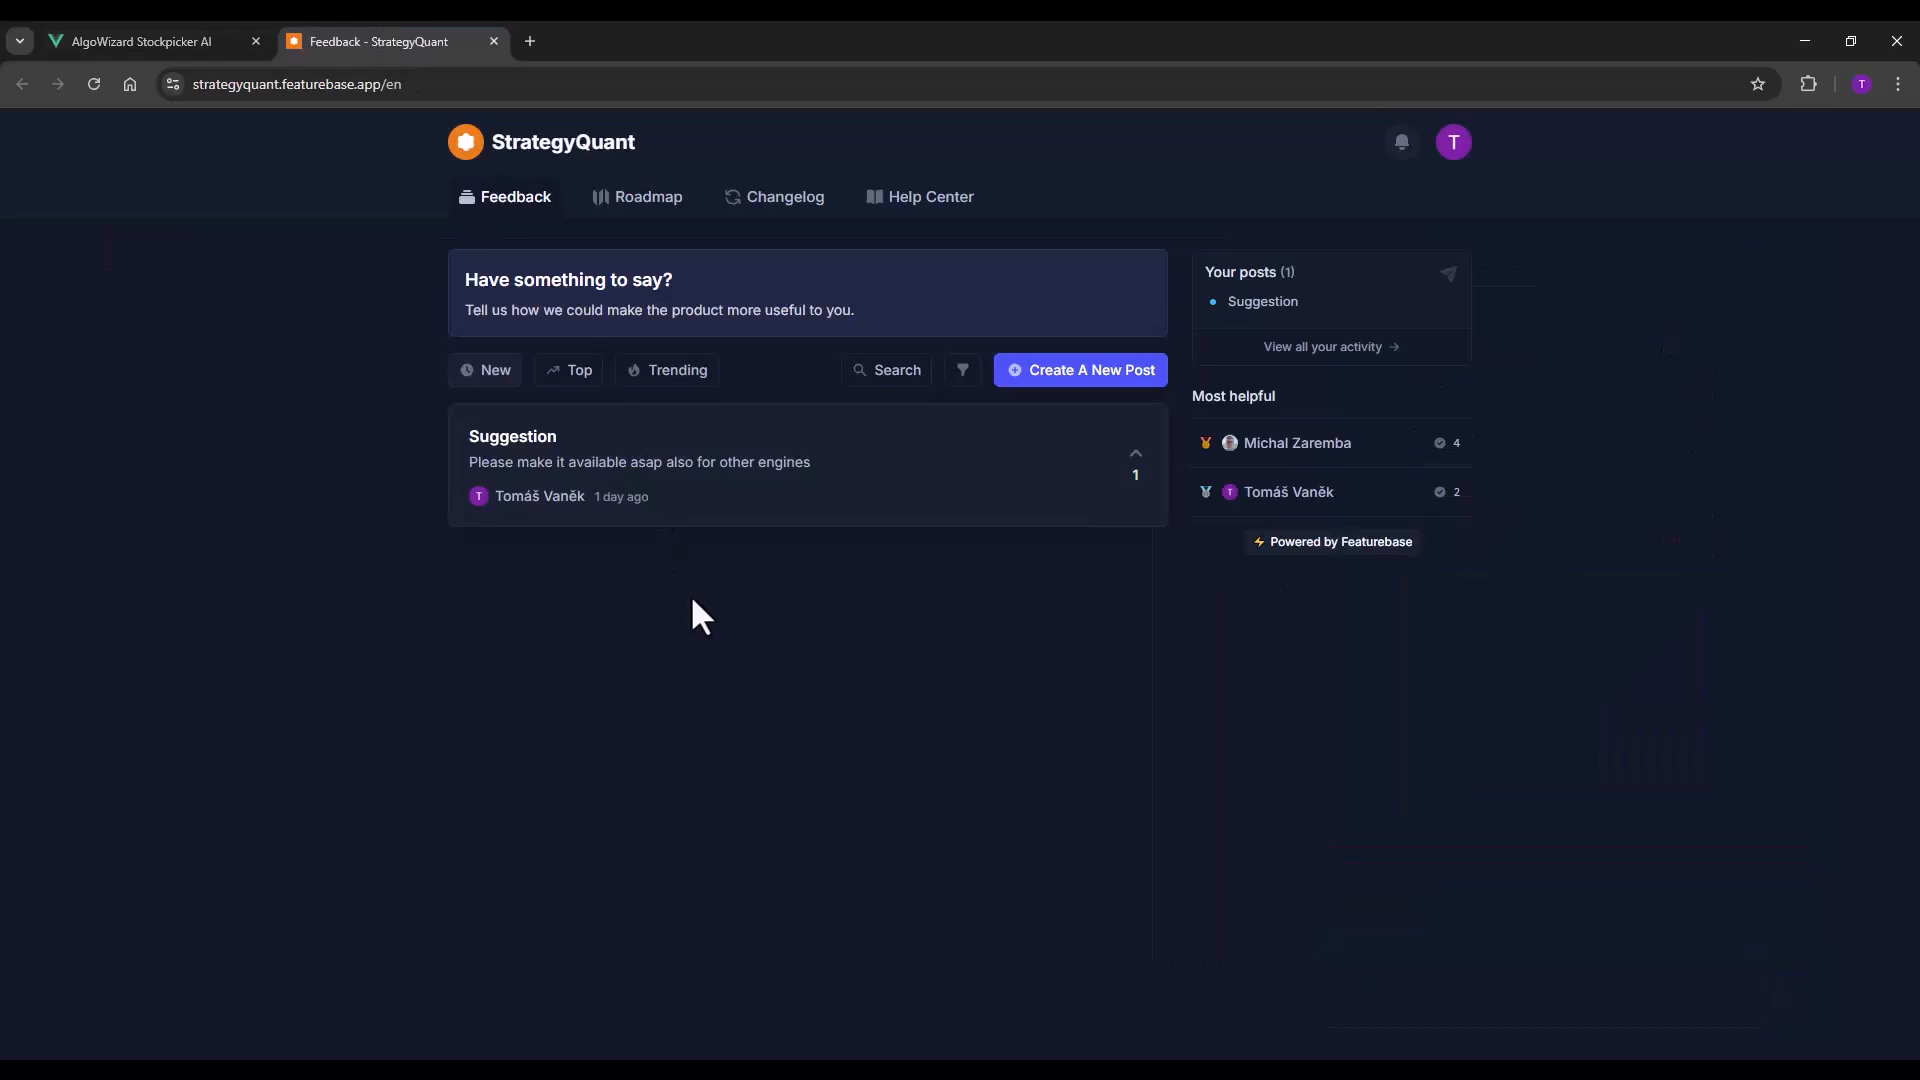 AlgoWizard Stockpicker AI
Feedback - StrategyQuant
strategyquant.featurebase.app/en
T
StrategyQuant
T
Feedback
Roadmap
Changelog
Help Center
Have something to say?
Tell us how we could make the product more useful to you.
New
Top
Trending
Search
Create A New Post
Suggestion
Please make it available asap also for other engines
T
Tomáš Vaněk
1 day ago
1
Your posts (1)
Suggestion
View all your activity →
Most helpful
Michal Zaremba
4
T
Tomáš Vaněk
2
Powered by Featurebase